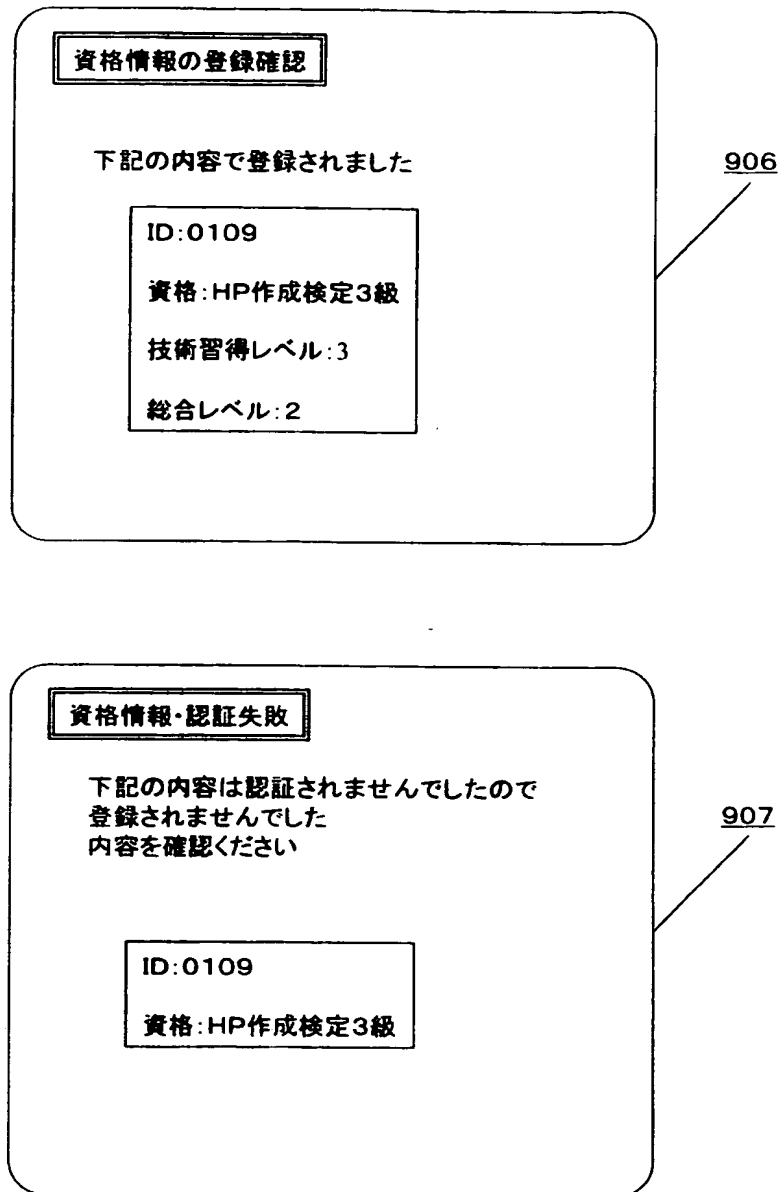 資格情報の登録確認
下記の内容で登録されました
906
ID:0109
資格:HP作成検定3級
技術習得レベル:3
総合レベル:2
資格情報・認証失敗
下記の内容は認証されませんでしたので
登録されませんでした
内容を確認ください
907
ID:0109
資格:HP作成検定3級